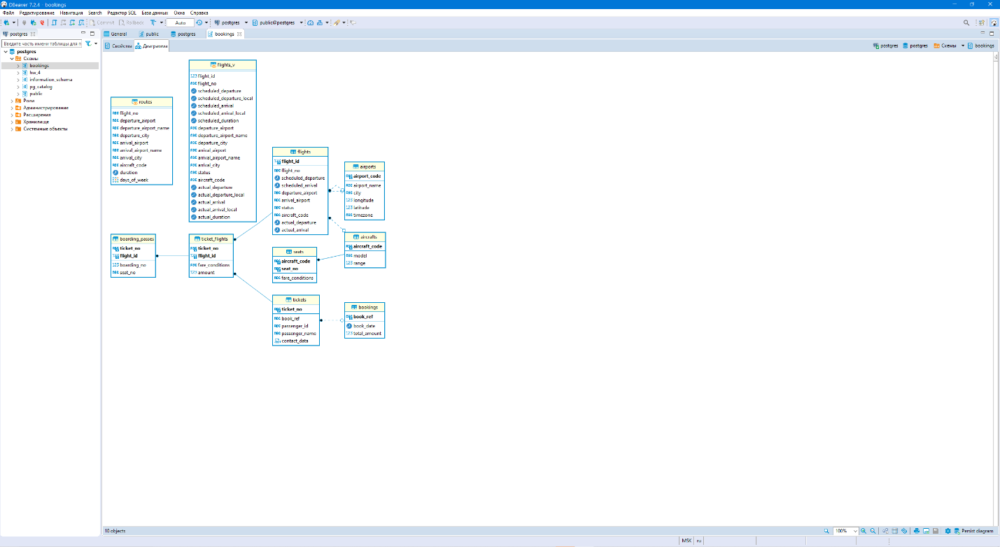 DBeaver 7.2.4 - bookings
Файл Редактирование Навигация Search Редактор SQL База данных Окна Справка
Commit Rollback Auto postgres public@postgres
postgres
General public postgres bookings
Введите часть имени таблицы для п
Свойства Диаграмма
postgres postgres Схемы bookings
postgres
Схемы
bookings
hw_4
information_schema
pg_catalog
public
Роли
Администрирование
Расширения
Хранилище
Системные объекты
routes
flight_no
departure_airport
departure_airport_name
departure_city
arrival_airport
arrival_airport_name
arrival_city
aircraft_code
duration
days_of_week
flights_v
flight_id
flight_no
scheduled_departure
scheduled_departure_local
scheduled_arrival
scheduled_arrival_local
scheduled_duration
departure_airport
departure_airport_name
departure_city
arrival_airport
arrival_airport_name
arrival_city
status
aircraft_code
actual_departure
actual_departure_local
actual_arrival
actual_arrival_local
actual_duration
flights
flight_id
flight_no
scheduled_departure
scheduled_arrival
departure_airport
arrival_airport
status
aircraft_code
actual_departure
actual_arrival
airports
airport_code
airport_name
city
longitude
latitude
timezone
boarding_passes
ticket_no
flight_id
boarding_no
seat_no
ticket_flights
ticket_no
flight_id
fare_conditions
amount
seats
aircraft_code
seat_no
fare_conditions
aircrafts
aircraft_code
model
range
tickets
ticket_no
book_ref
passenger_id
passenger_name
contact_data
bookings
book_ref
book_date
total_amount
10 objects
100%
Persist diagram
MSK ru